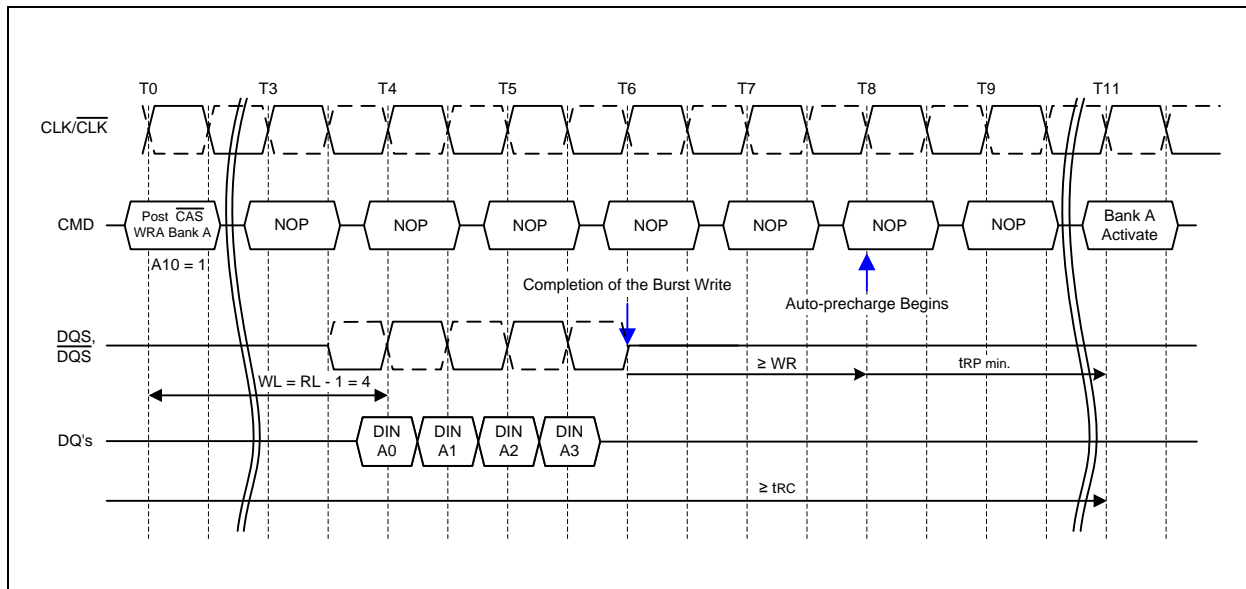 T0 T3 T4 T5 T6 T7 T8 T9 T11
CLK/CLK
CMD
Post CAS
WRA Bank A
NOP NOP NOP NOP NOP NOP NOP
Bank A
Activate
A10 = 1
Completion of the Burst Write
Auto-precharge Begins
DQS,
DQS
≥ WR
tRP min.
WL = RL - 1 = 4
DQ's
DIN
A0
DIN
A1
DIN
A2
DIN
A3
≥ tRC